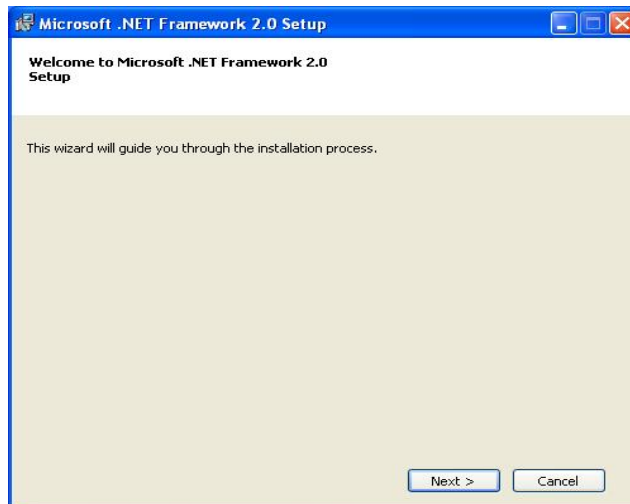 Microsoft .NET Framework 2.0 Setup
Welcome to Microsoft .NET Framework 2.0
Setup
This wizard will guide you through the installation process.
Next >
Cancel